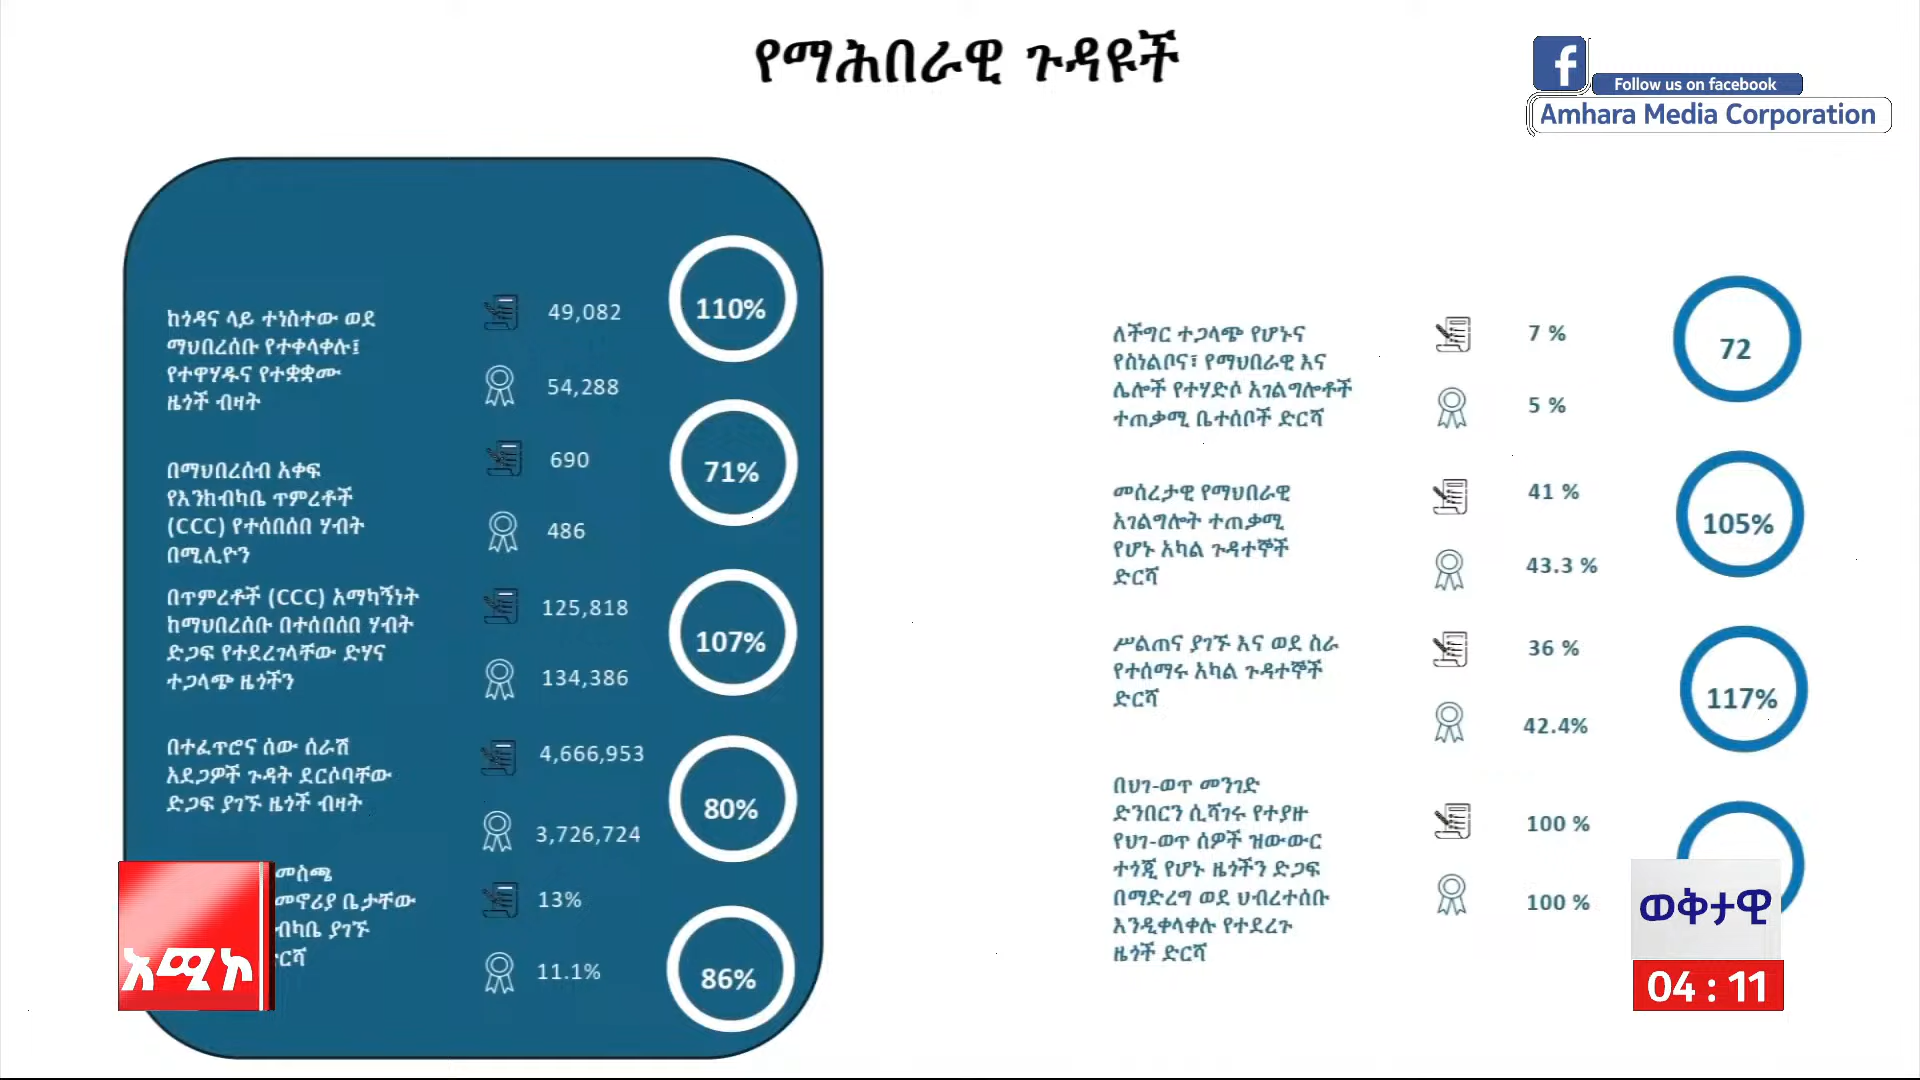 የማሕበራዊ ጉዳዩች
Follow us on facebook
Amhara Media Corporation
ከጎዳና ላይ ተነስተው ወደ
ማህበረሰቡ የተቀላቀሉ፤
የተዋሃዱና የተቋቋሙ
ዜጎች ብዛት
49,082
54,288
110%
በማህበረሰብ አቀፍ
የእንክብካቤ ጥምረቶች
(CCC) የተሰበሰበ ሃብት
በሚሊዮን
690
486
71%
በጥምረቶች (CCC) አማካኝነት
ከማህበረሰቡ በተሰበሰበ ሃብት
ድጋፍ የተደረገላቸው ድሃና
ተጋላጭ ዜጎችን
125,818
134,386
107%
በተፈጥሮና ሰው ሰራሽ
አደጋዎች ጉዳት ደርሶባቸው
ድጋፍ ያገኙ ዜጎች ብዛት
4,666,953
3,726,724
80%
መስጫ
መኖሪያ ቤታቸው
ብካቤ ያገኙ
ርሻ
13%
11.1%
86%
ለችግር ተጋላጭ የሆኑና
የስነልቦና፣ የማህበራዊ እና
ሌሎች የተሃድሶ አገልግሎቶች
ተጠቃሚ ቤተሰቦች ድርሻ
7 %
5 %
72
መሰረታዊ የማህበራዊ
አገልግሎት ተጠቃሚ
የሆኑ አካል ጉዳተኞች
ድርሻ
41 %
43.3 %
105%
ሥልጠና ያገኙ እና ወደ ስራ
የተሰማሩ አካል ጉዳተኞች
ድርሻ
36 %
42.4%
117%
በህገ-ወጥ መንገድ
ድንበርን ሲሻገሩ የተያዙ
የህገ-ወጥ ሰዎች ዝውውር
ተጎጂ የሆኑ ዜጎችን ድጋፍ
በማድረግ ወደ ህብረተሰቡ
እንዲቀላቀሉ የተደረጉ
ዜጎች ድርሻ
100 %
100 %
አሚኮ
ወቅታዊ
04 : 11